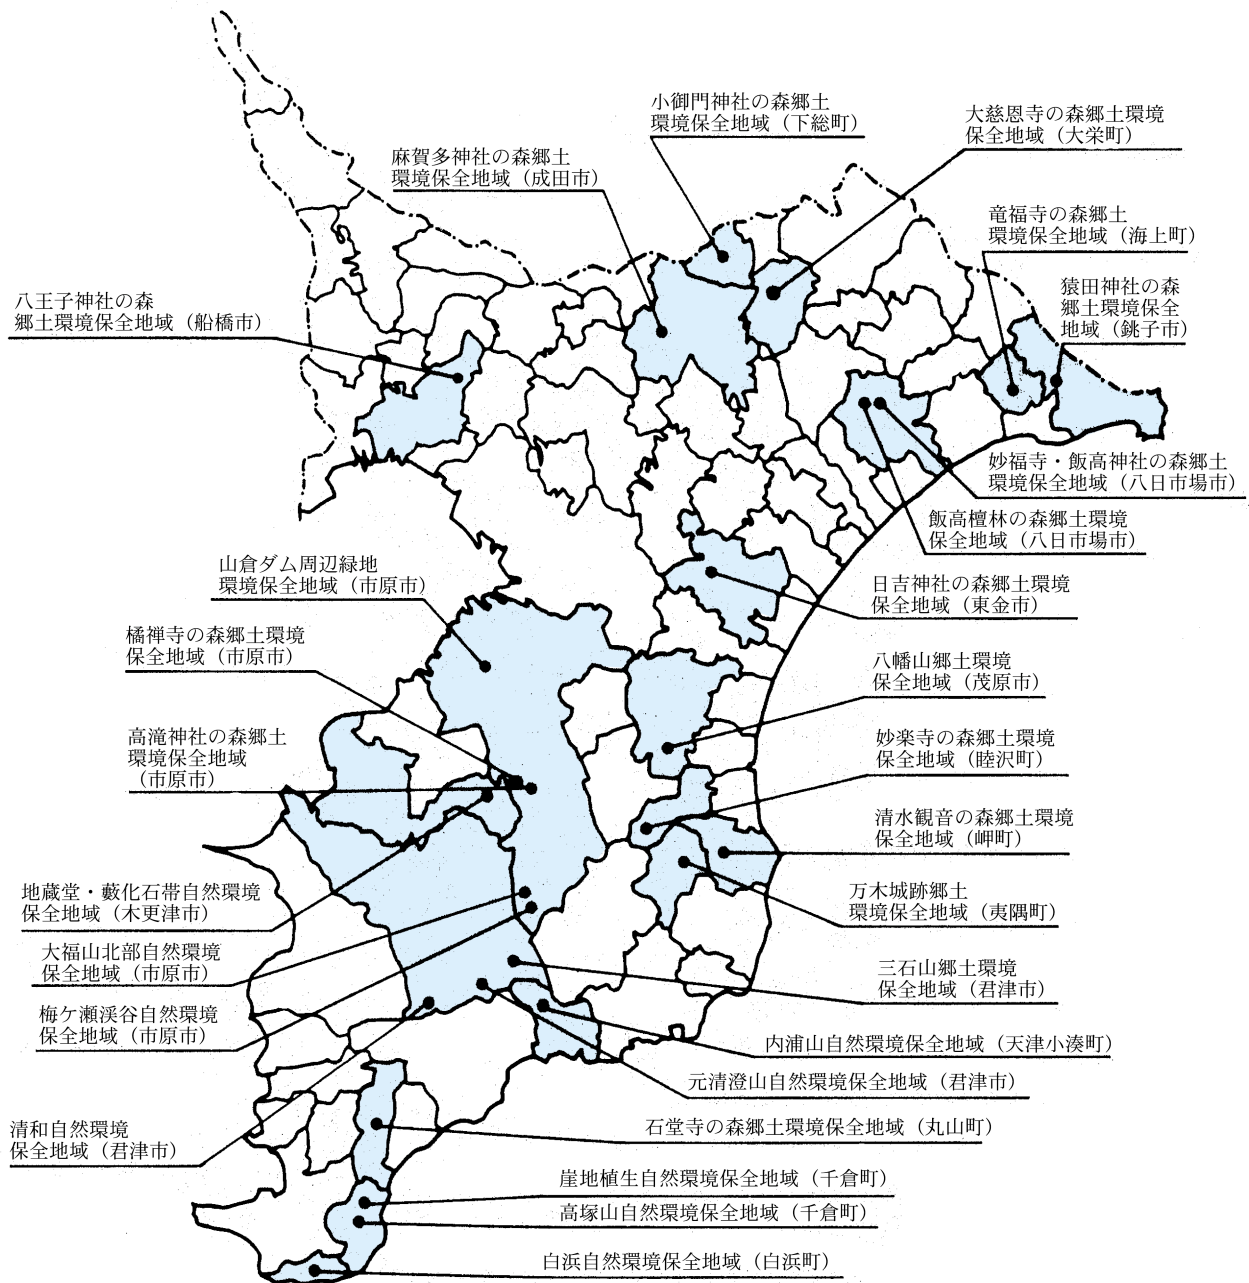 小御門神社の森郷土
環境保全地域（下総町）
大慈恩寺の森郷土環境
保全地域（大栄町）
麻賀多神社の森郷土
環境保全地域（成田市）
竜福寺の森郷土
環境保全地域（海上町）
猿田神社の森
郷土環境保全
地域（銚子市）
八王子神社の森
郷土環境保全地域（船橋市）
妙福寺・飯高神社の森郷土
環境保全地域（八日市場市）
飯高檀林の森郷土環境
保全地域（八日市場市）
山倉ダム周辺緑地
環境保全地域（市原市）
日吉神社の森郷土環境
保全地域（東金市）
橘禅寺の森郷土環境
保全地域（市原市）
八幡山郷土環境
保全地域（茂原市）
高滝神社の森郷土
環境保全地域
（市原市）
妙楽寺の森郷土環境
保全地域（睦沢町）
清水観音の森郷土環境
保全地域（岬町）
地蔵堂・藪化石帯自然環境
保全地域（木更津市）
万木城跡郷土
環境保全地域（夷隅町）
大福山北部自然環境
保全地域（市原市）
三石山郷土環境
保全地域（君津市）
梅ケ瀬渓谷自然環境
保全地域（市原市）
内浦山自然環境保全地域（天津小湊町）
元清澄山自然環境保全地域（君津市）
清和自然環境
保全地域（君津市）
石堂寺の森郷土環境保全地域（丸山町）
崖地植生自然環境保全地域（千倉町）
高塚山自然環境保全地域（千倉町）
白浜自然環境保全地域（白浜町）